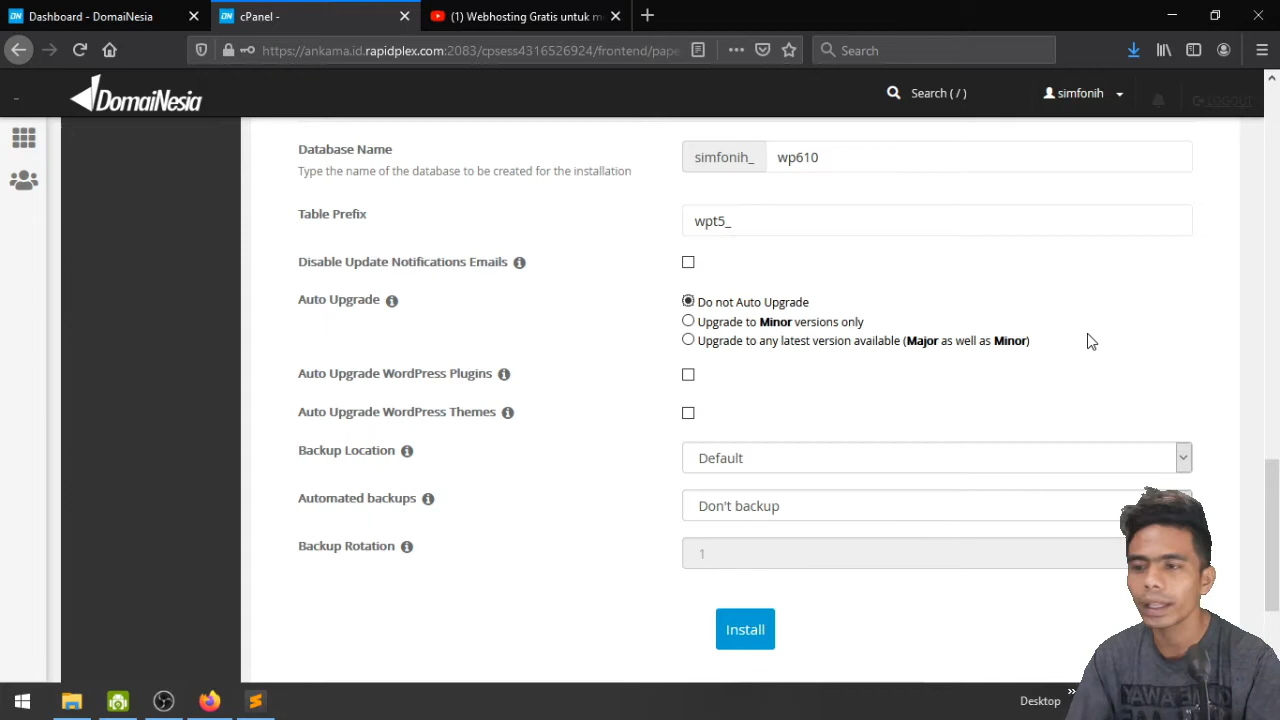 Dashboard - DomaiNesia
cPanel -
(1) Webhosting Gratis untuk me
https://ankama.id.rapidplex.com:2083/cpsess4316526924/frontend/pape
Search
DomaiNesia
Search ( / )
simfonih
LOGOUT
Database Name
simfonih_
wp610
Type the name of the database to be created for the installation
Table Prefix
wpt5_
Disable Update Notifications Emails
Auto Upgrade
Do not Auto Upgrade
Upgrade to Minor versions only
Upgrade to any latest version available (Major as well as Minor)
Auto Upgrade WordPress Plugins
Auto Upgrade WordPress Themes
Backup Location
Default
Automated backups
Don't backup
Backup Rotation
1
Install
Desktop